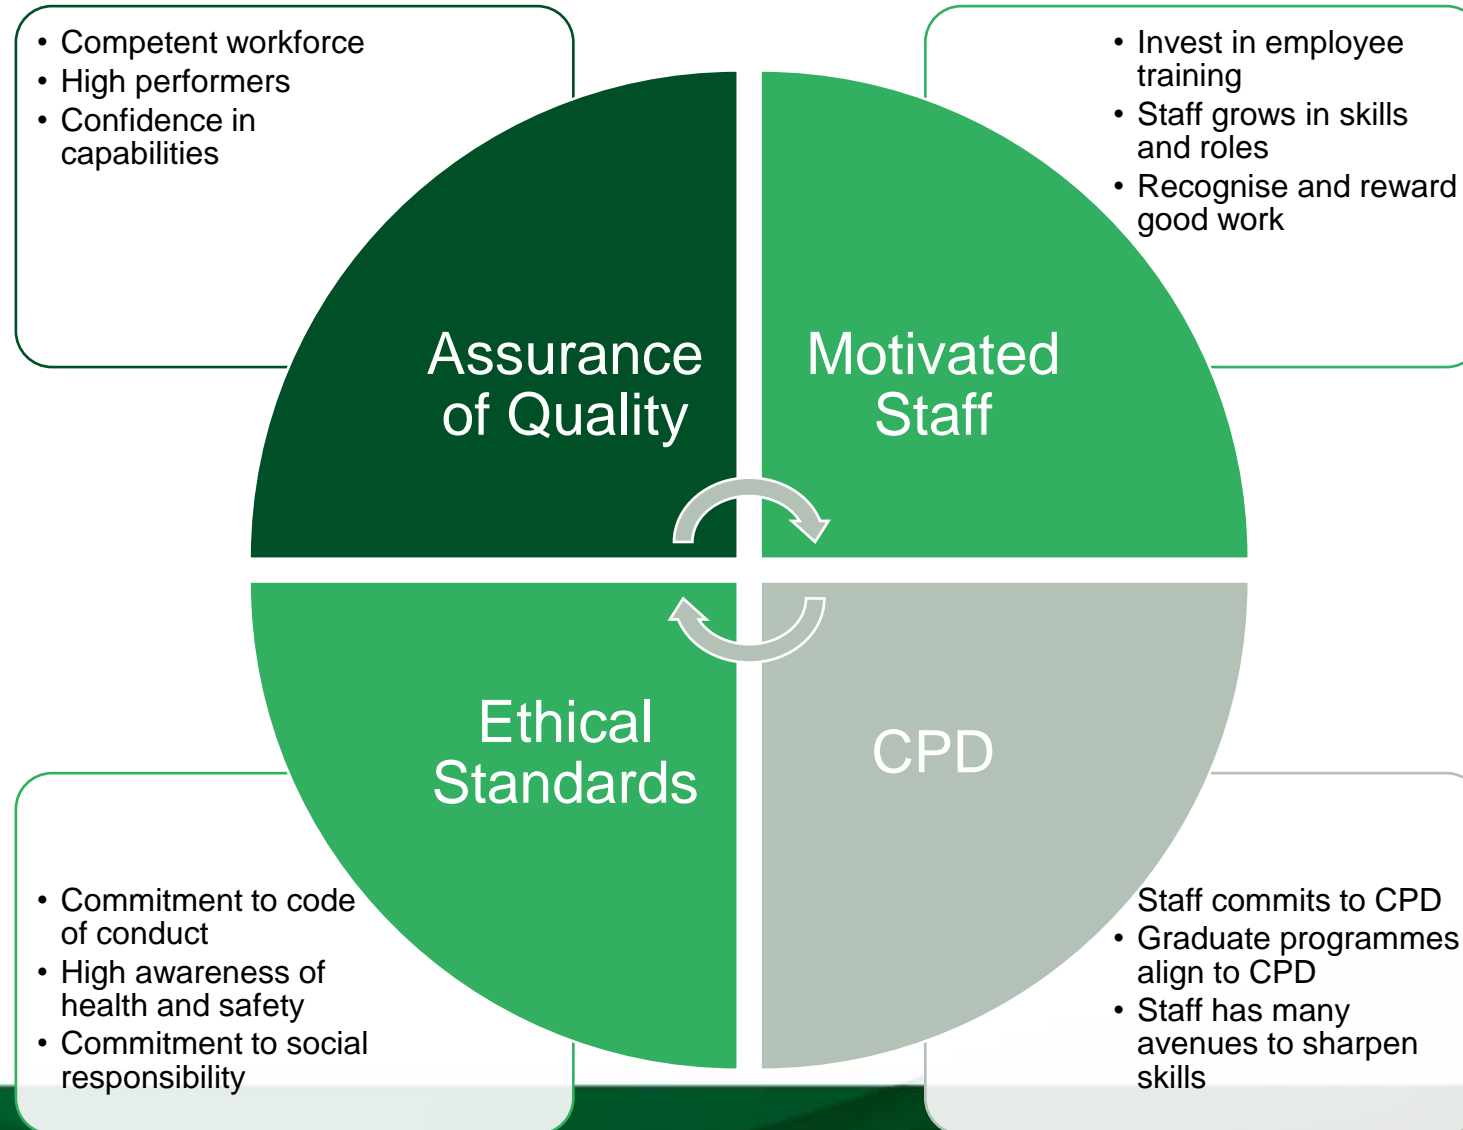 • Competent workforce
• High performers
• Confidence in
capabilities
• Invest in employee
training
• Staff grows in skills
and roles
• Recognise and reward
good work
Assurance
of Quality
Motivated
Staff
Ethical
Standards
CPD
• Commitment to code
of conduct
• High awareness of
health and safety
• Commitment to social
responsibility
Staff commits to CPD
• Graduate programmes
align to CPD
• Staff has many
avenues to sharpen
skills